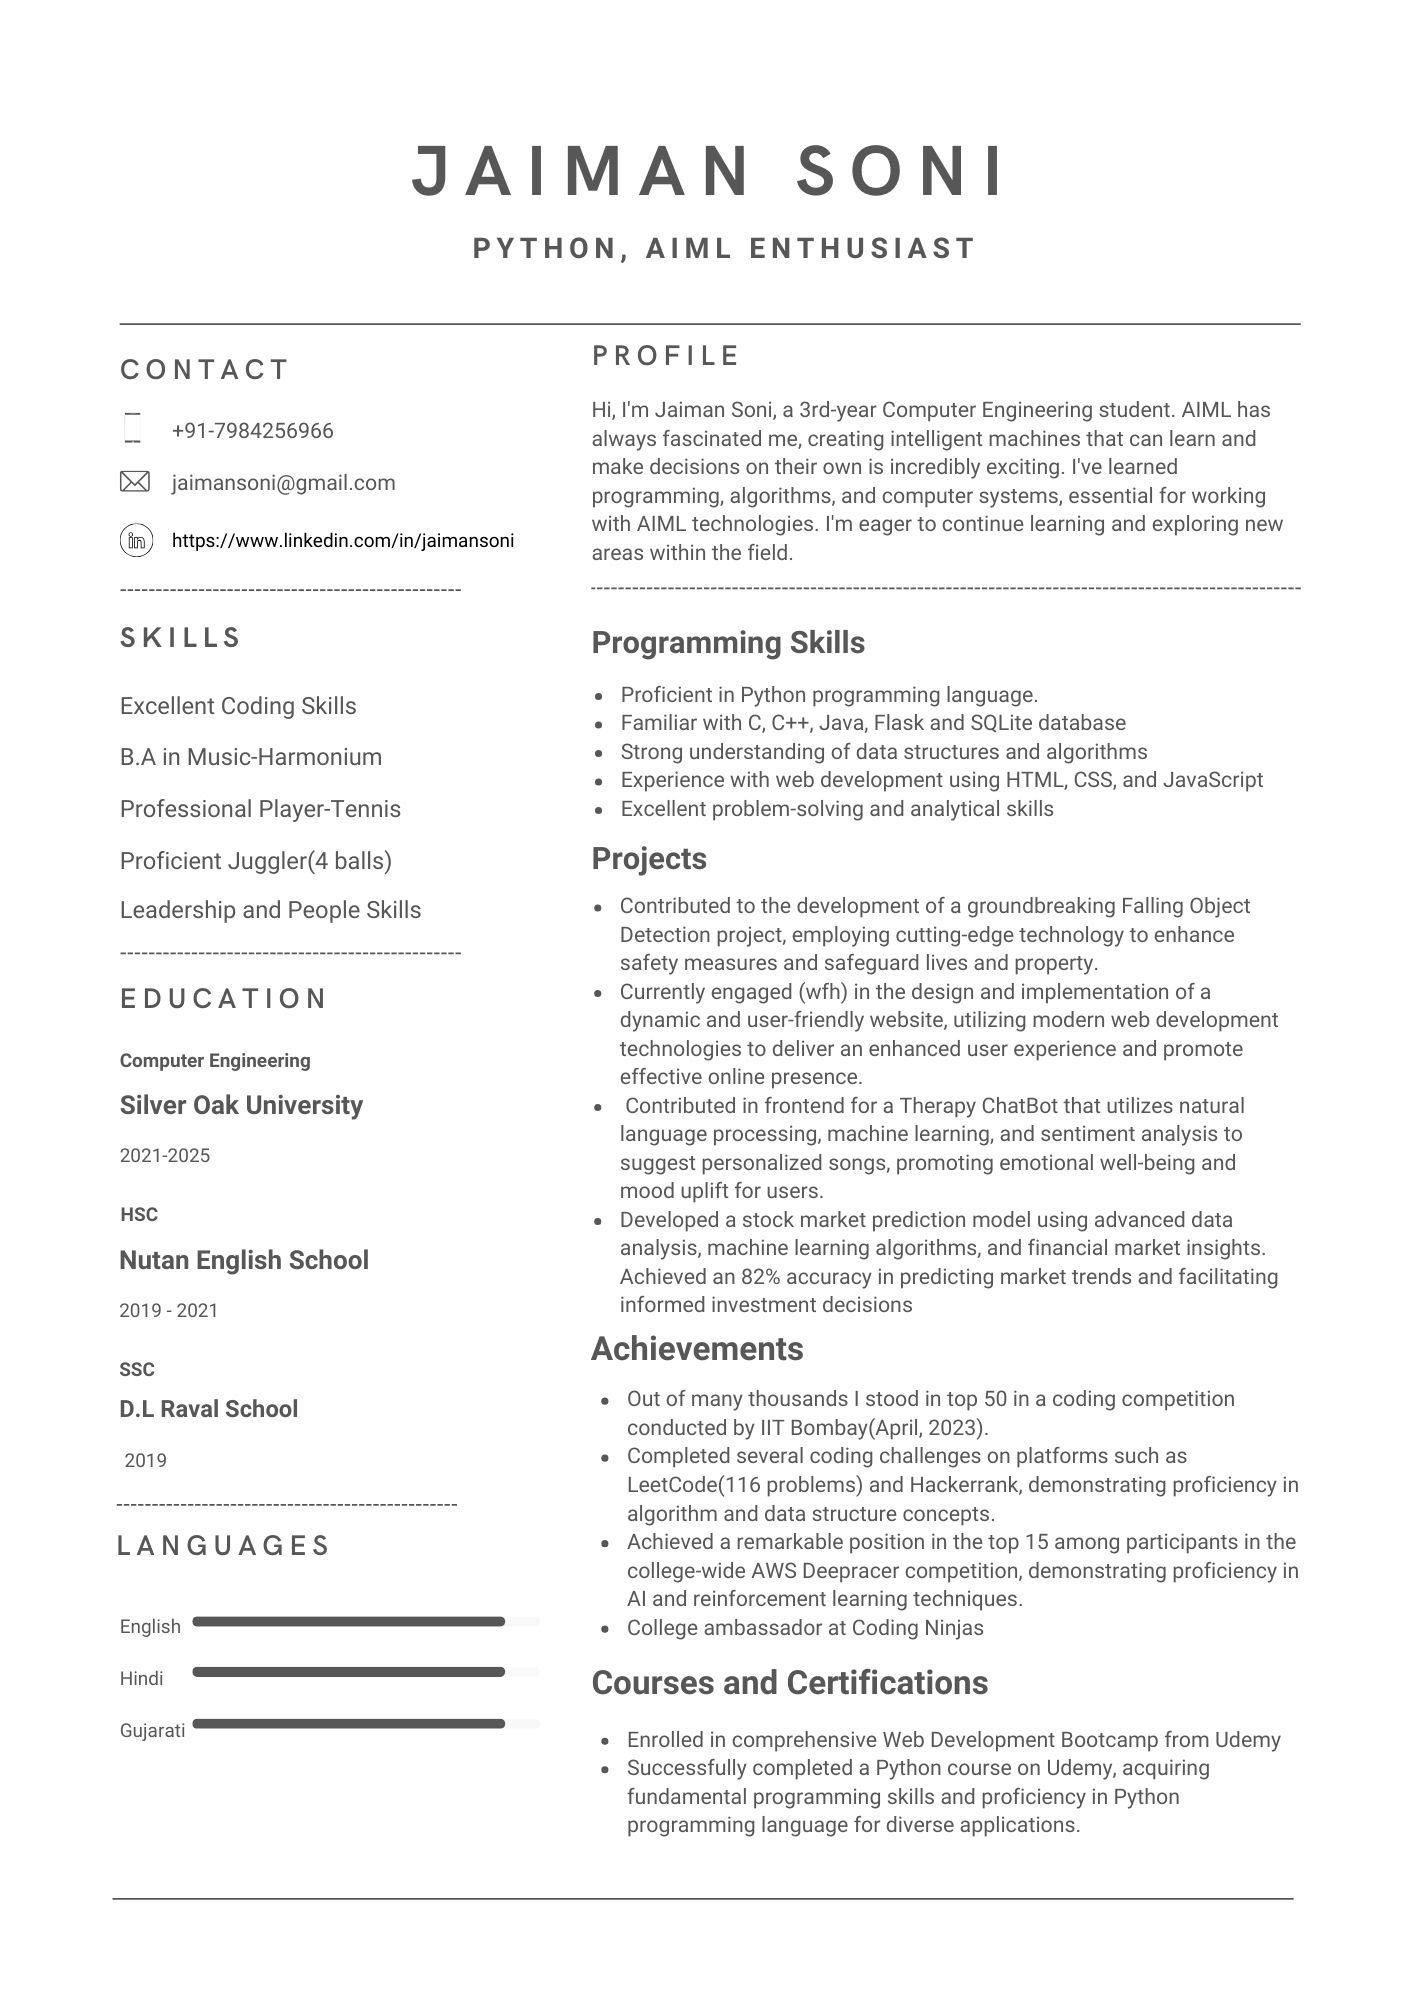 JAIMAN SONI
PYTHON, AIML ENTHUSIAST
CONTACT
+91-7984256966
jaimansoni@gmail.com
https://www.linkedin.com/in/jaimansoni
------------------------------------------------
SKILLS
Excellent Coding Skills
B.A in Music-Harmonium
Professional Player-Tennis
Proficient Juggler(4 balls)
Leadership and People Skills
------------------------------------------------
EDUCATION
Computer Engineering
Silver Oak University
2021-2025
HSC
Nutan English School
2019 - 2021
SSC
D.L Raval School
2019
------------------------------------------------
LANGUAGES
English
Hindi
Gujarati
PROFILE
Hi, I'm Jaiman Soni, a 3rd-year Computer Engineering student. AIML has
always fascinated me, creating intelligent machines that can learn and
make decisions on their own is incredibly exciting. I've learned
programming, algorithms, and computer systems, essential for working
with AIML technologies. I'm eager to continue learning and exploring new
areas within the field.
----------------------------------------------------------------------------------------------------
Programming Skills
• Proficient in Python programming language.
• Familiar with C, C++, Java, Flask and SQLite database
• Strong understanding of data structures and algorithms
• Experience with web development using HTML, CSS, and JavaScript
• Excellent problem-solving and analytical skills
Projects
• Contributed to the development of a groundbreaking Falling Object
Detection project, employing cutting-edge technology to enhance
safety measures and safeguard lives and property.
• Currently engaged (wfh) in the design and implementation of a
dynamic and user-friendly website, utilizing modern web development
technologies to deliver an enhanced user experience and promote
effective online presence.
• Contributed in frontend for a Therapy ChatBot that utilizes natural
language processing, machine learning, and sentiment analysis to
suggest personalized songs, promoting emotional well-being and
mood uplift for users.
• Developed a stock market prediction model using advanced data
analysis, machine learning algorithms, and financial market insights.
Achieved an 82% accuracy in predicting market trends and facilitating
informed investment decisions
Achievements
• Out of many thousands I stood in top 50 in a coding competition
conducted by IIT Bombay(April, 2023).
• Completed several coding challenges on platforms such as
LeetCode(116 problems) and Hackerrank, demonstrating proficiency in
algorithm and data structure concepts.
• Achieved a remarkable position in the top 15 among participants in the
college-wide AWS Deepracer competition, demonstrating proficiency in
AI and reinforcement learning techniques.
• College ambassador at Coding Ninjas
Courses and Certifications
• Enrolled in comprehensive Web Development Bootcamp from Udemy
• Successfully completed a Python course on Udemy, acquiring
fundamental programming skills and proficiency in Python
programming language for diverse applications.